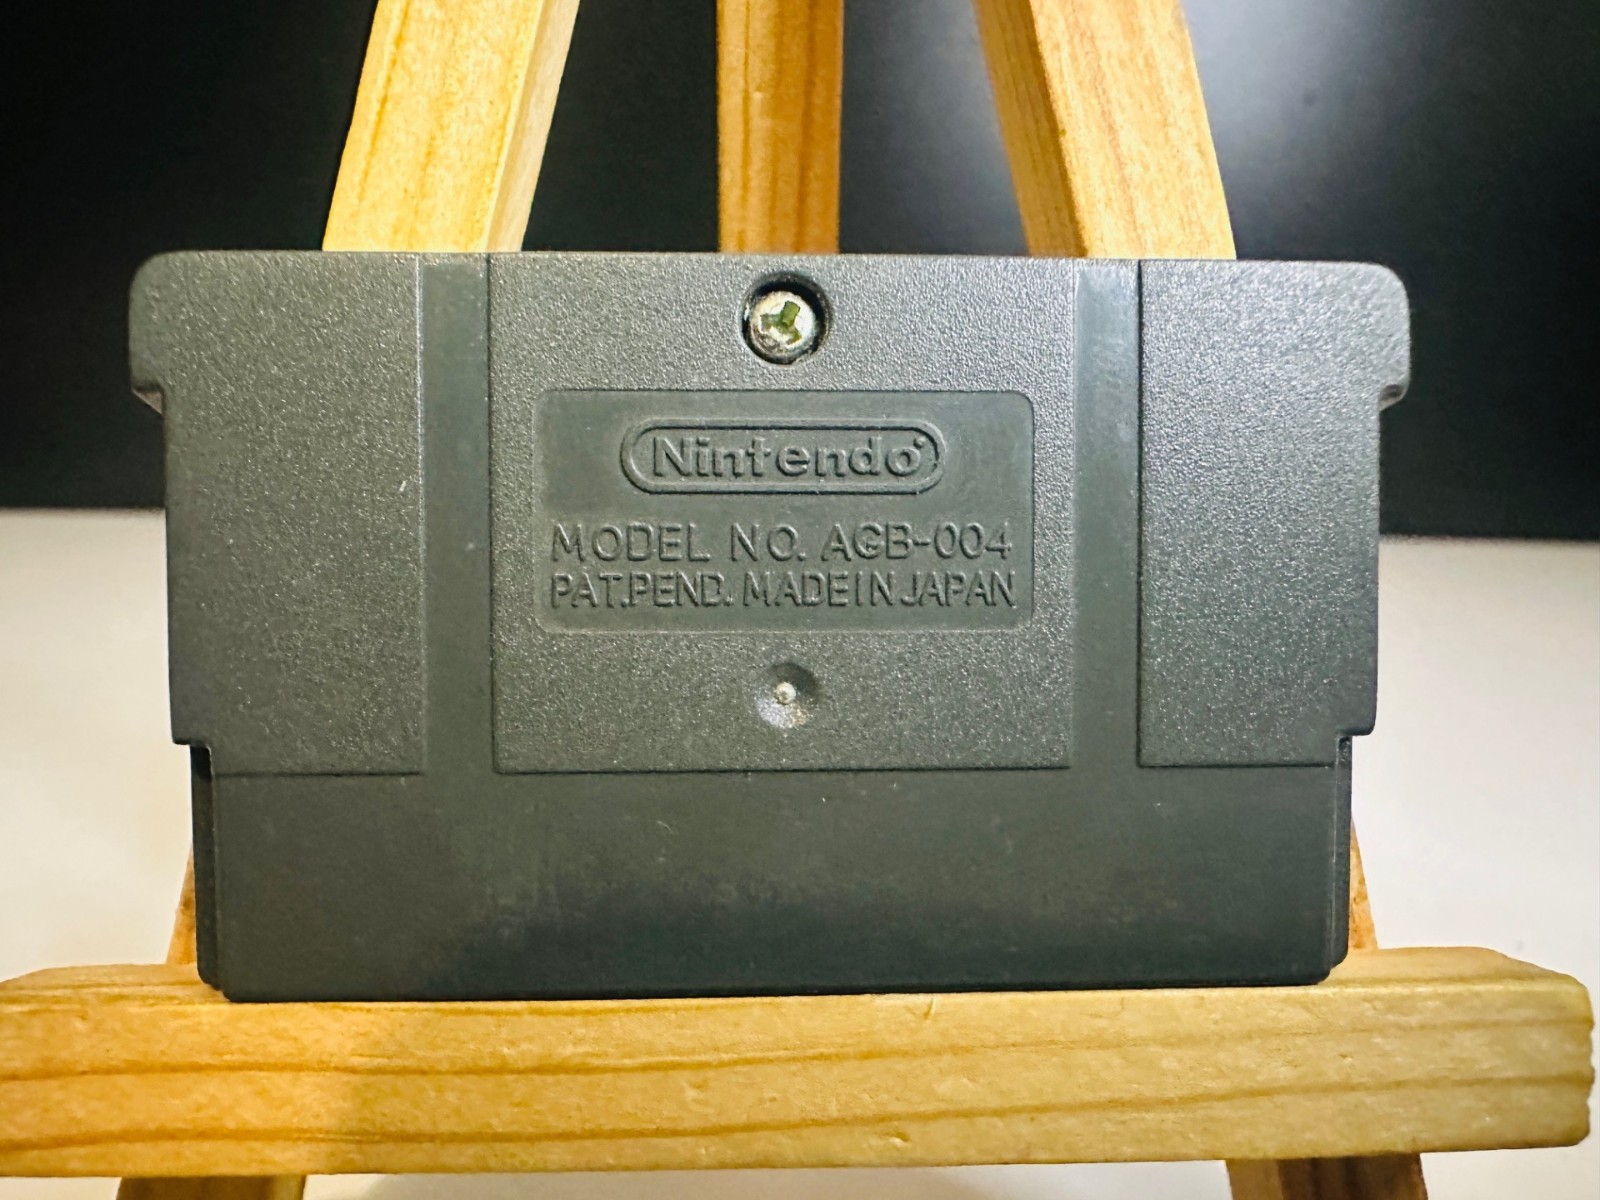 Nintendo
MODEL NO. AGB-004
PAT.PEND. MADE IN JAPAN